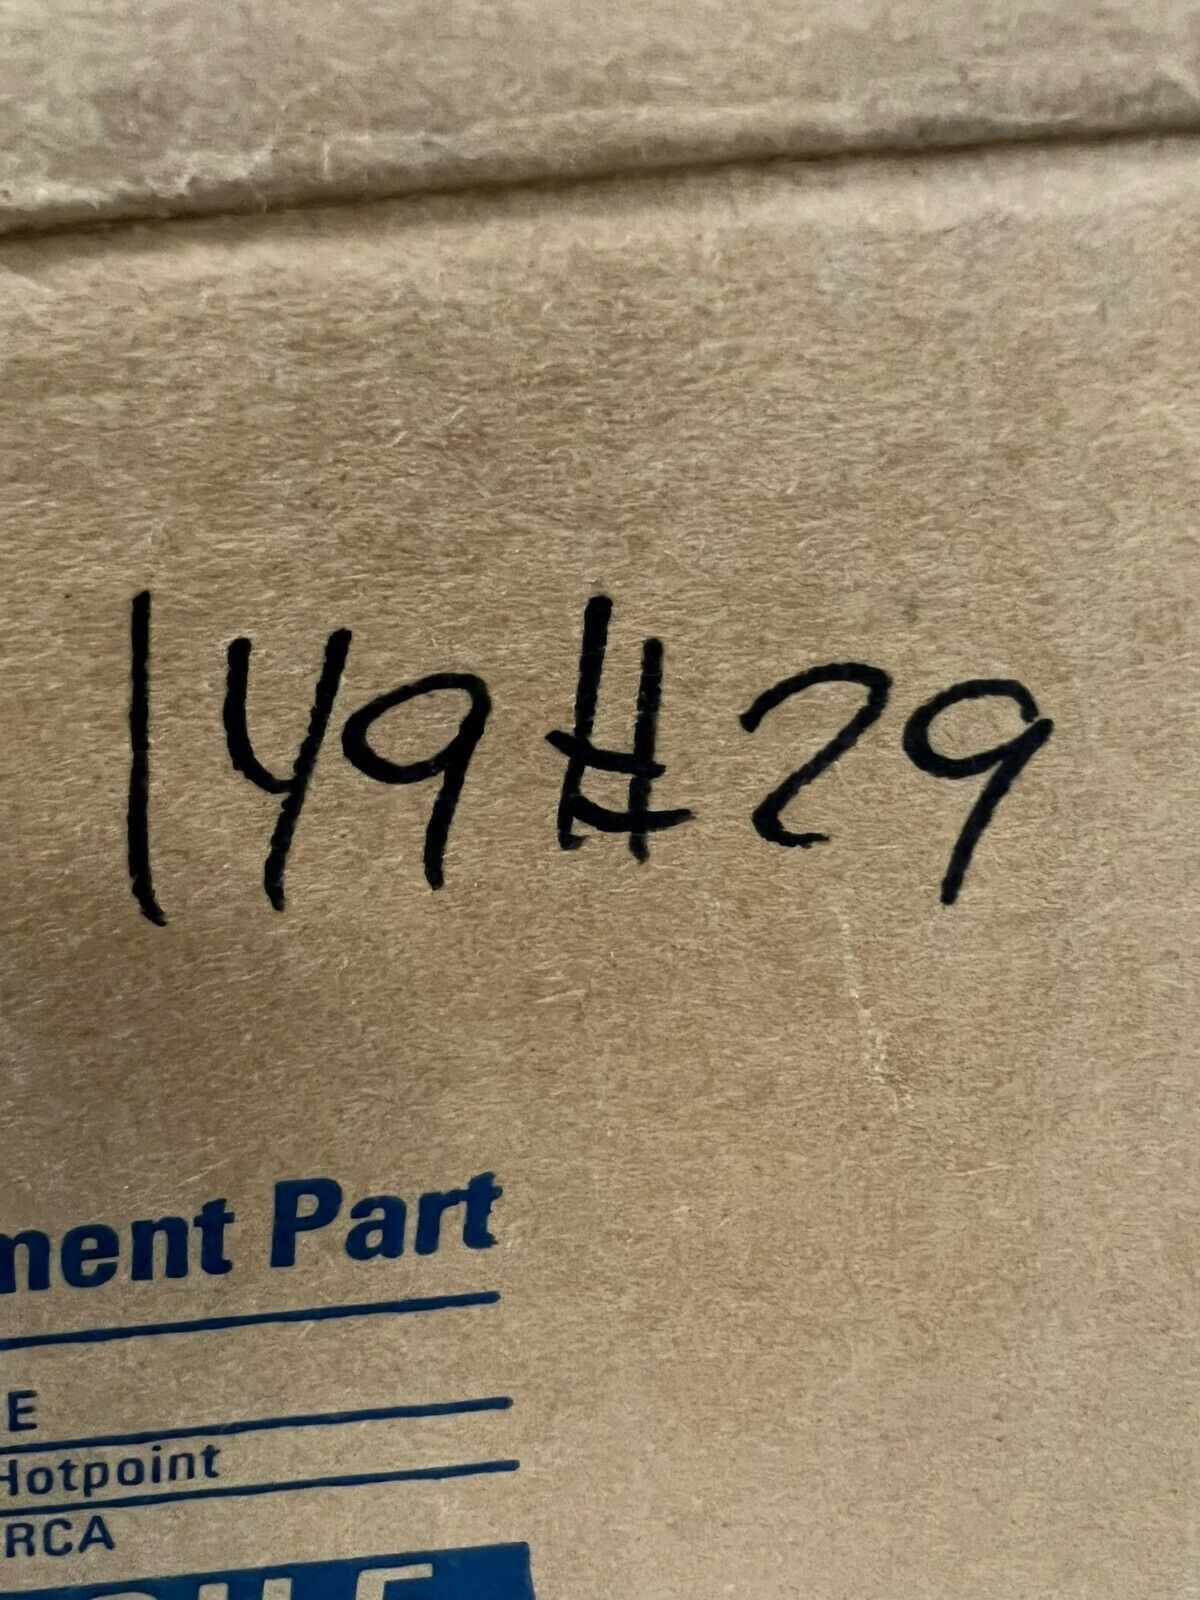 149#29
ment Part
E
Hotpoint
RCA